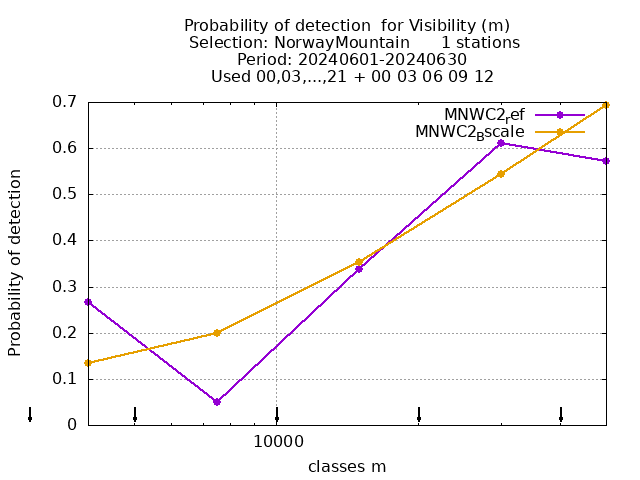 Probability of detection  for Visibility (m)
Selection: NorwayMountain      1 stations
Period: 20240601-20240630
Used 00,03,...,21 + 00 03 06 09 12
MNWC2ref
MNWC2Bscale
0.7
0.6
0.5
0.4
0.3
0.2
0.1
0
Probability of detection
10000
classes m